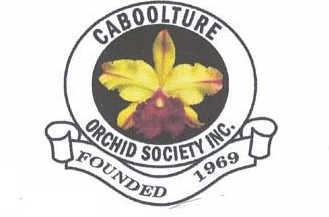 CABOOLTURE
ORCHID SOCIETY INC.
FOUNDED 1969